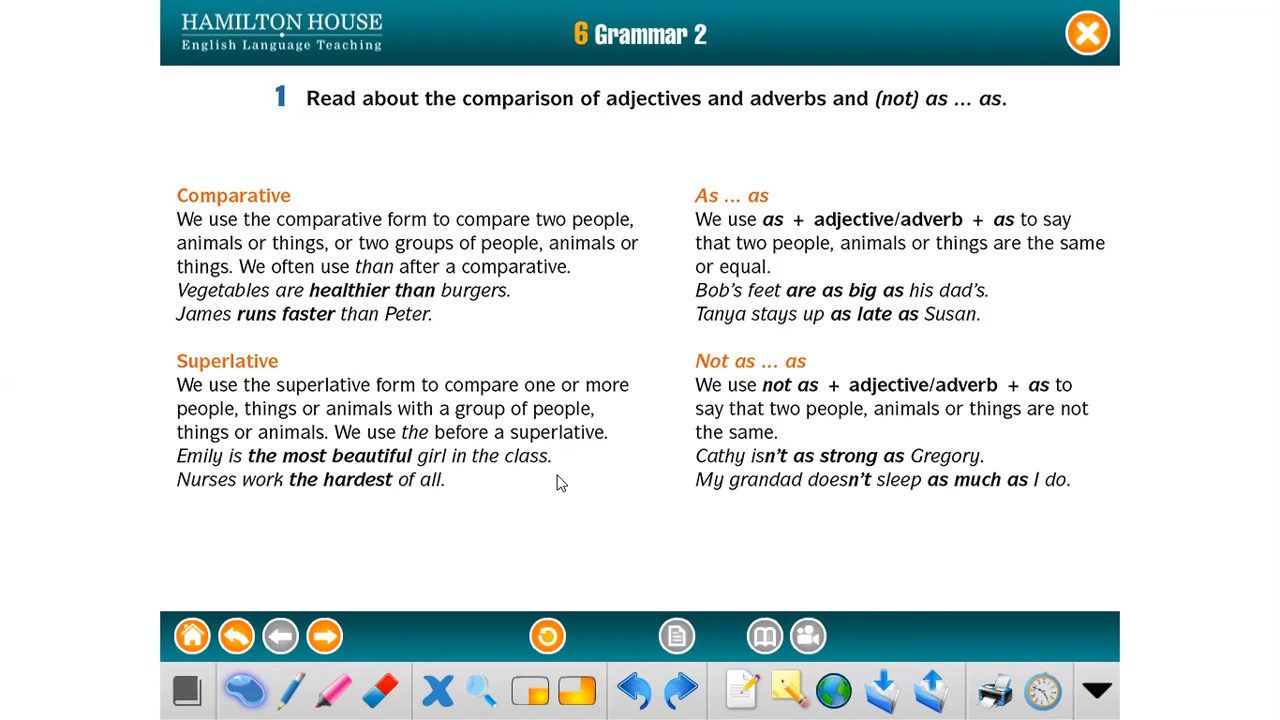 HAMILTON HOUSE
English Language Teaching
6 Grammar 2
1 Read about the comparison of adjectives and adverbs and (not) as ... as.
Comparative
We use the comparative form to compare two people,
animals or things, or two groups of people, animals or
things. We often use than after a comparative.
Vegetables are healthier than burgers.
James runs faster than Peter.
Superlative
We use the superlative form to compare one or more
people, things or animals with a group of people,
things or animals. We use the before a superlative.
Emily is the most beautiful girl in the class.
Nurses work the hardest of all.
As ... as
We use as + adjective/adverb + as to say
that two people, animals or things are the same
or equal.
Bob's feet are as big as his dad's.
Tanya stays up as late as Susan.
Not as ... as
We use not as + adjective/adverb + as to
say that two people, animals or things are not
the same.
Cathy isn't as strong as Gregory.
My grandad doesn't sleep as much as I do.